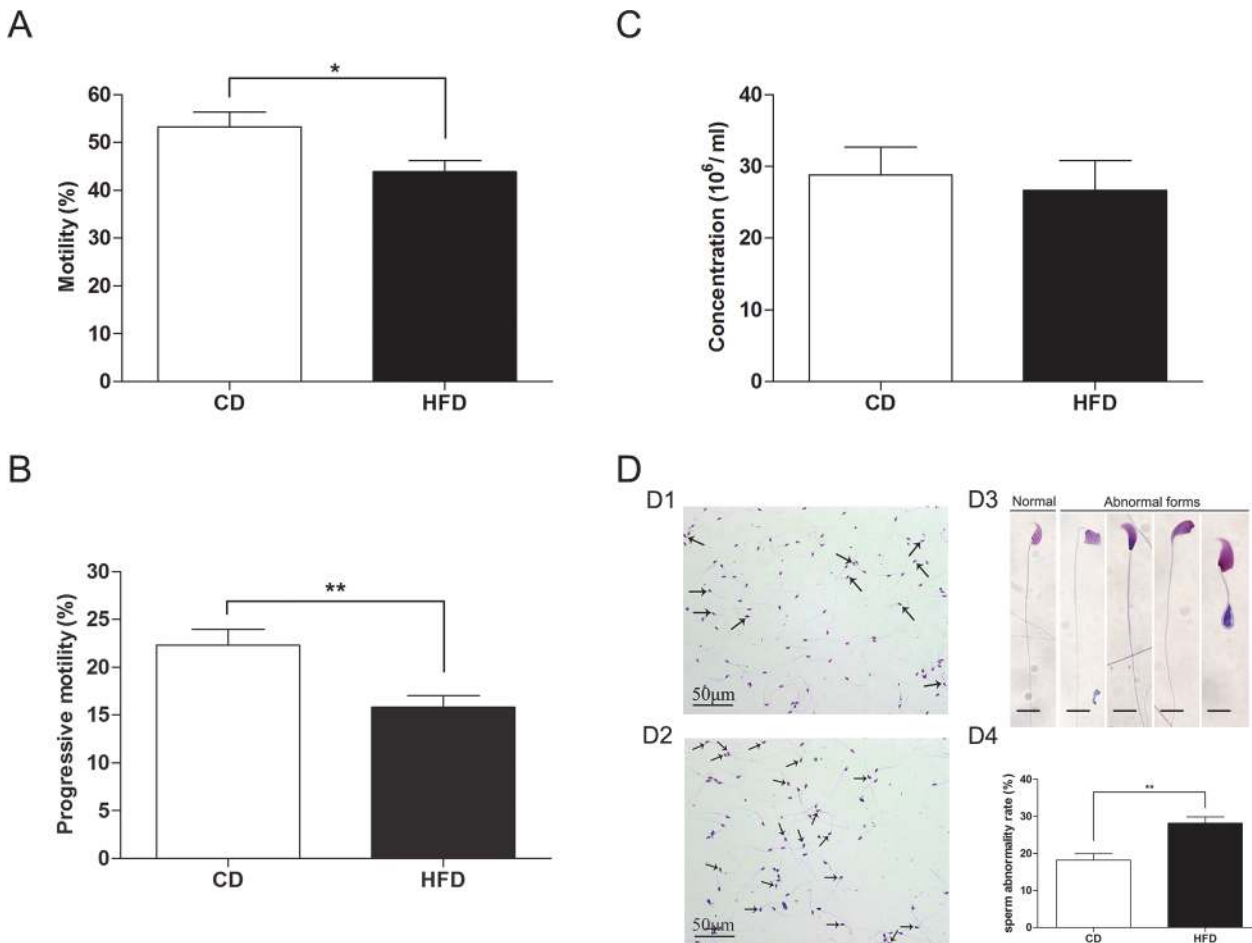 A
*
Motility (%)
60
50
40
30
20
10
0
CD HFD
C
Concentration (10⁶/ ml)
40
30
20
10
0
CD HFD
B
**
Progressive motility (%)
30
25
20
15
10
5
0
CD HFD
D
D1
50μm
D2
50μm
D3
Normal Abnormal forms
D4
**
sperm abnormality rate (%)
40
30
20
10
0
CD HFD